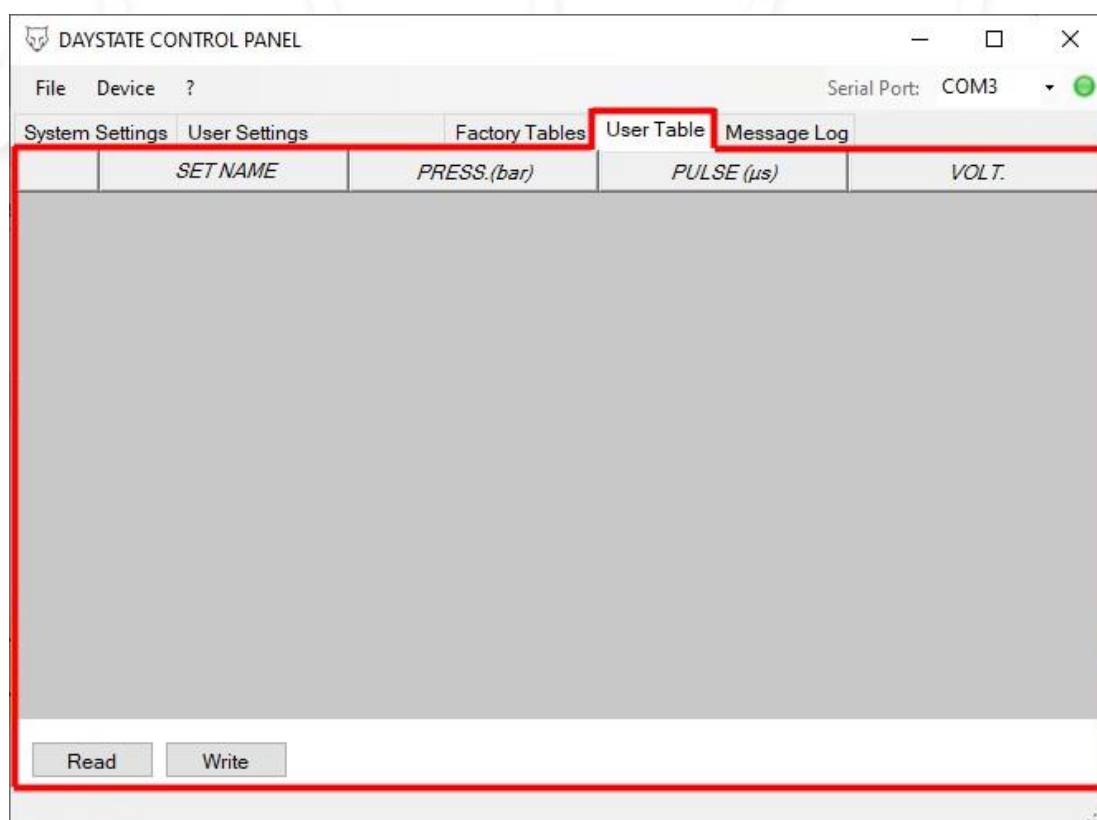 DAYSTATE CONTROL PANEL
File Device ? Serial Port: COM3
System Settings User Settings Factory Tables User Table Message Log
SET NAME PRESS.(bar) PULSE (µs) VOLT.
Read Write